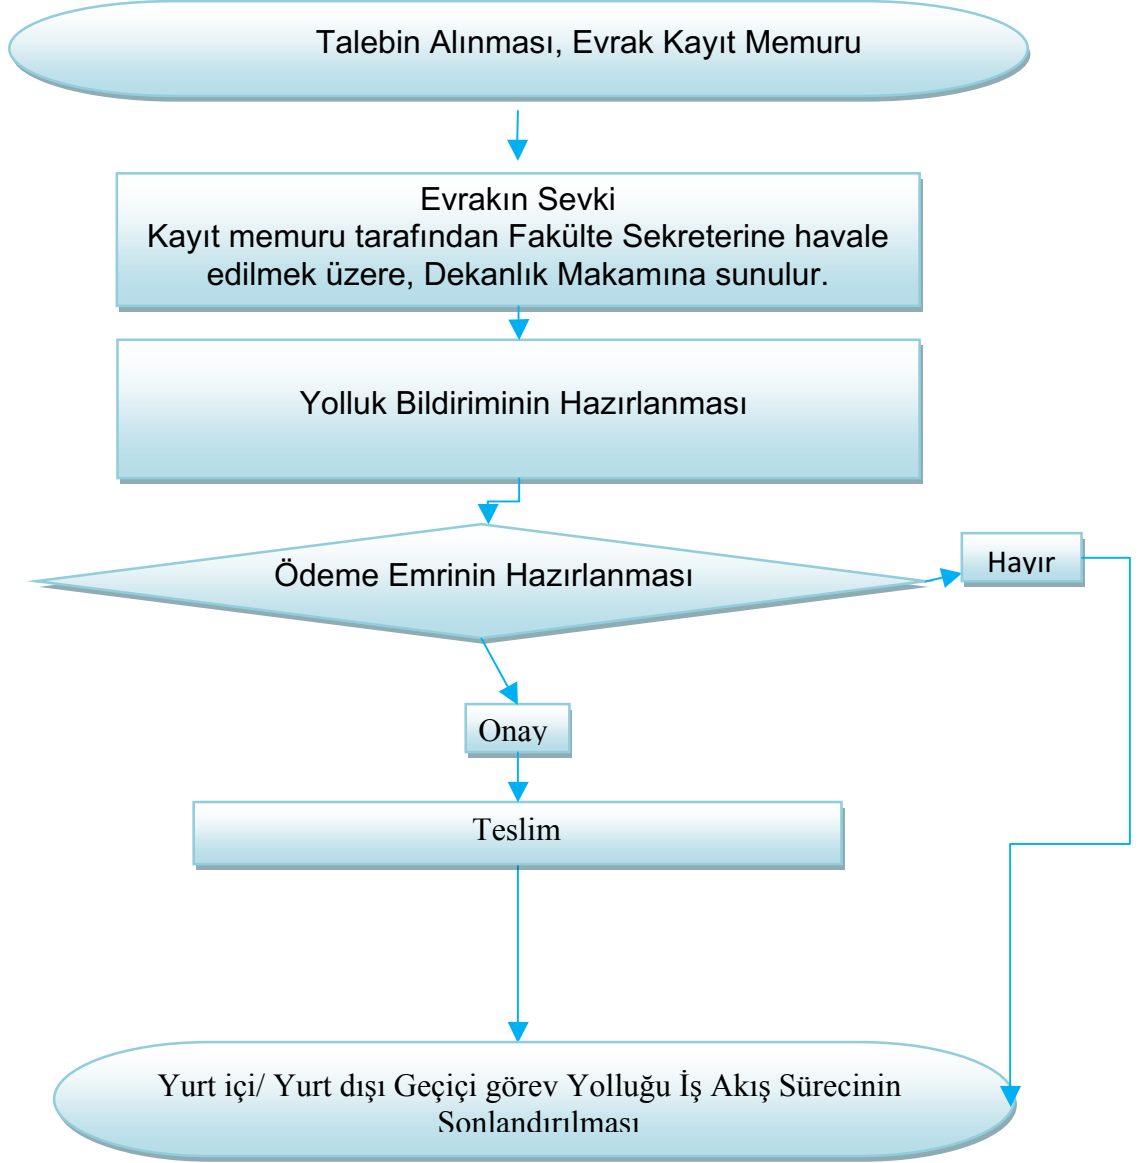 Talebin Alınması, Evrak Kayıt Memuru
Evrakın Sevki
Kayıt memuru tarafından Fakülte Sekreterine havale
edilmek üzere, Dekanlık Makamına sunulur.
Yolluk Bildiriminin Hazırlanması
Ödeme Emrinin Hazırlanması
Hayır
Onay
Teslim
Yurt içi/ Yurt dışı Geçiçi görev Yolluğu İş Akış Sürecinin
Sonlandırılması